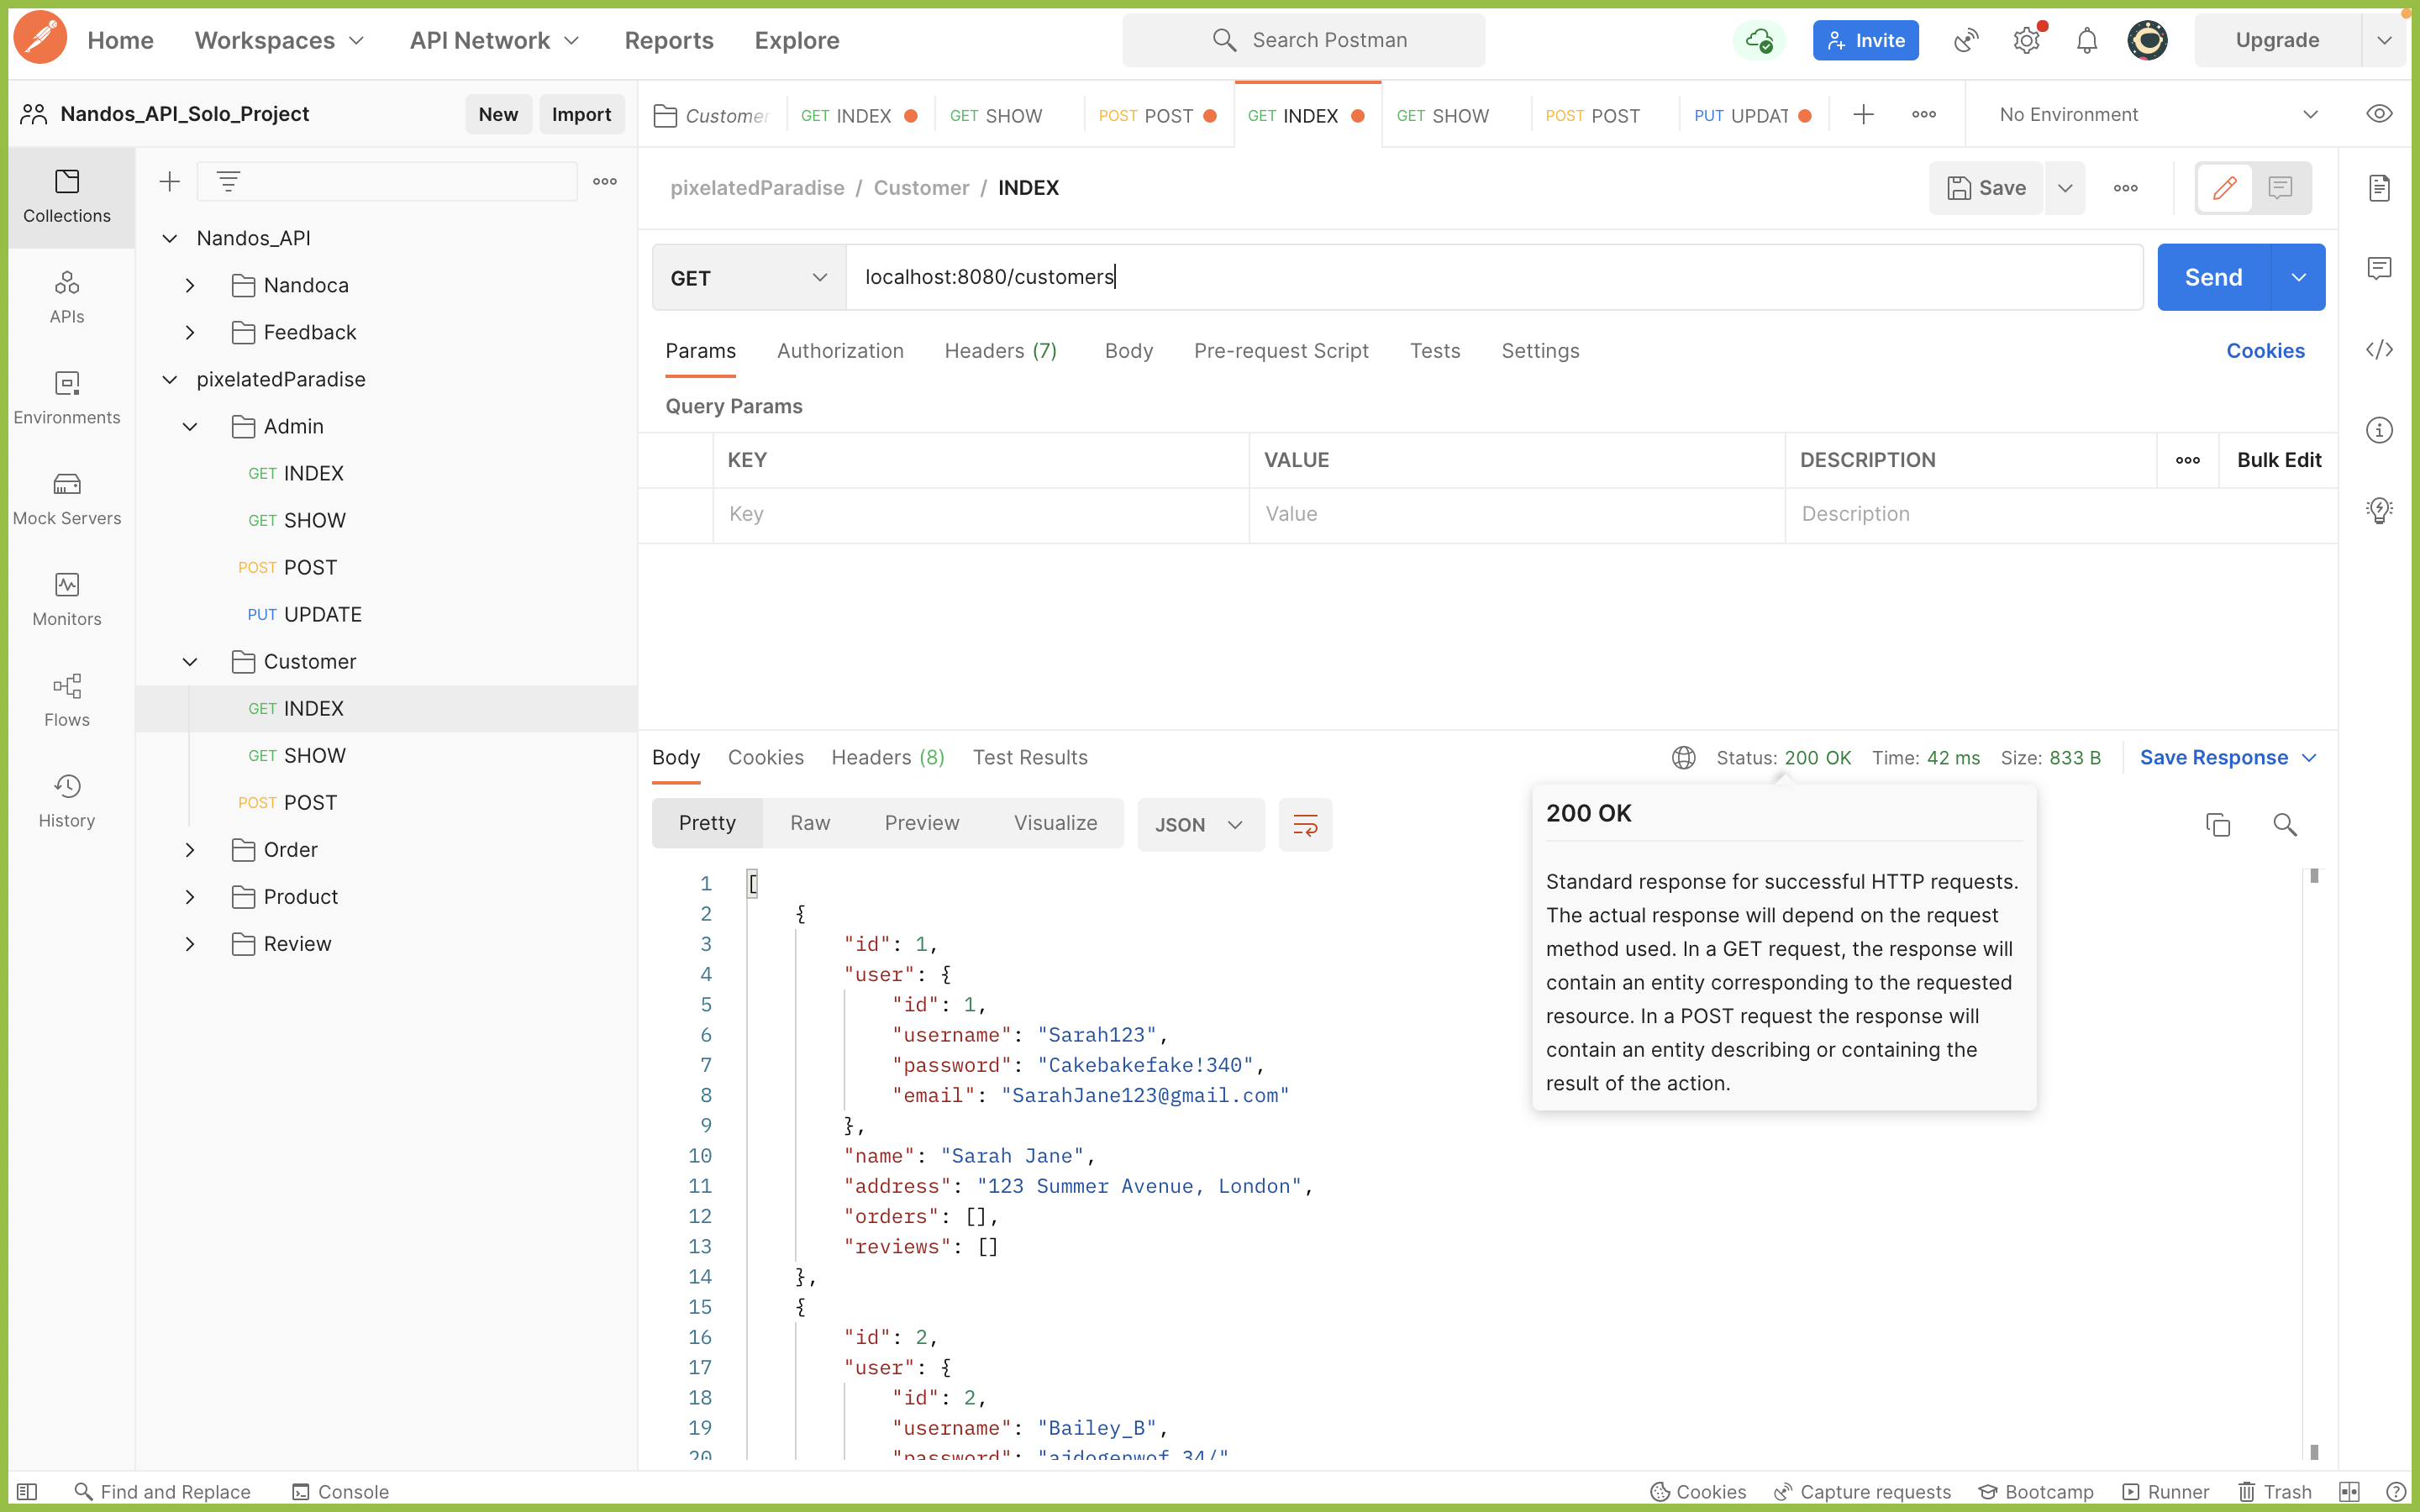 Home Workspaces API Network Reports Explore Search Postman Invite Upgrade
Nandos_API_Solo_Project New Import
Customer GET INDEX GET SHOW POST POST GET INDEX GET SHOW POST POST PUT UPDAT No Environment
Collections
APIs
Environments
Mock Servers
Monitors
Flows
History
Nandos_API
Nandoca
Feedback
pixelatedParadise
Admin
GET INDEX
GET SHOW
POST POST
PUT UPDATE
Customer
GET INDEX
GET SHOW
POST POST
Order
Product
Review
pixelatedParadise / Customer / INDEX Save
GET localhost:8080/customers Send
Params Authorization Headers (7) Body Pre-request Script Tests Settings Cookies
Query Params
KEY VALUE DESCRIPTION Bulk Edit
Key Value Description
Body Cookies Headers (8) Test Results Status: 200 OK Time: 42 ms Size: 833 B Save Response
Pretty Raw Preview Visualize JSON
200 OK
Standard response for successful HTTP requests.
The actual response will depend on the request
method used. In a GET request, the response will
contain an entity corresponding to the requested
resource. In a POST request the response will
contain an entity describing or containing the
result of the action.
1 [
2 {
3 "id": 1,
4 "user": {
5 "id": 1,
6 "username": "Sarah123",
7 "password": "Cakebakefake!340",
8 "email": "SarahJane123@gmail.com"
9 },
10 "name": "Sarah Jane",
11 "address": "123 Summer Avenue, London",
12 "orders": [],
13 "reviews": []
14 },
15 {
16 "id": 2,
17 "user": {
18 "id": 2,
19 "username": "Bailey_B",
20 "password":
Find and Replace Console Cookies Capture requests Bootcamp Runner Trash